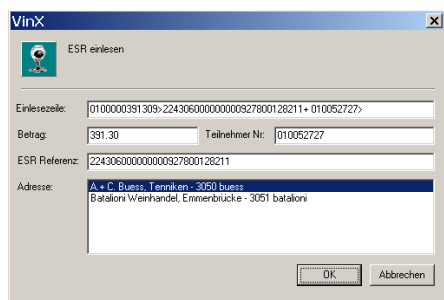 VinX
ESR einlesen
Einlesezeile: 0100000391309>224306000000000927800128211+ 010052727>
Betrag: 391.30 Teilnehmer Nr: 010052727
ESR Referenz: 224306000000000927800128211
Adresse: A.+ C. Buess, Tenniken - 3050 buess
Batalioni Weinhandel, Emmenbrücke - 3051 batalioni
OK Abbrechen